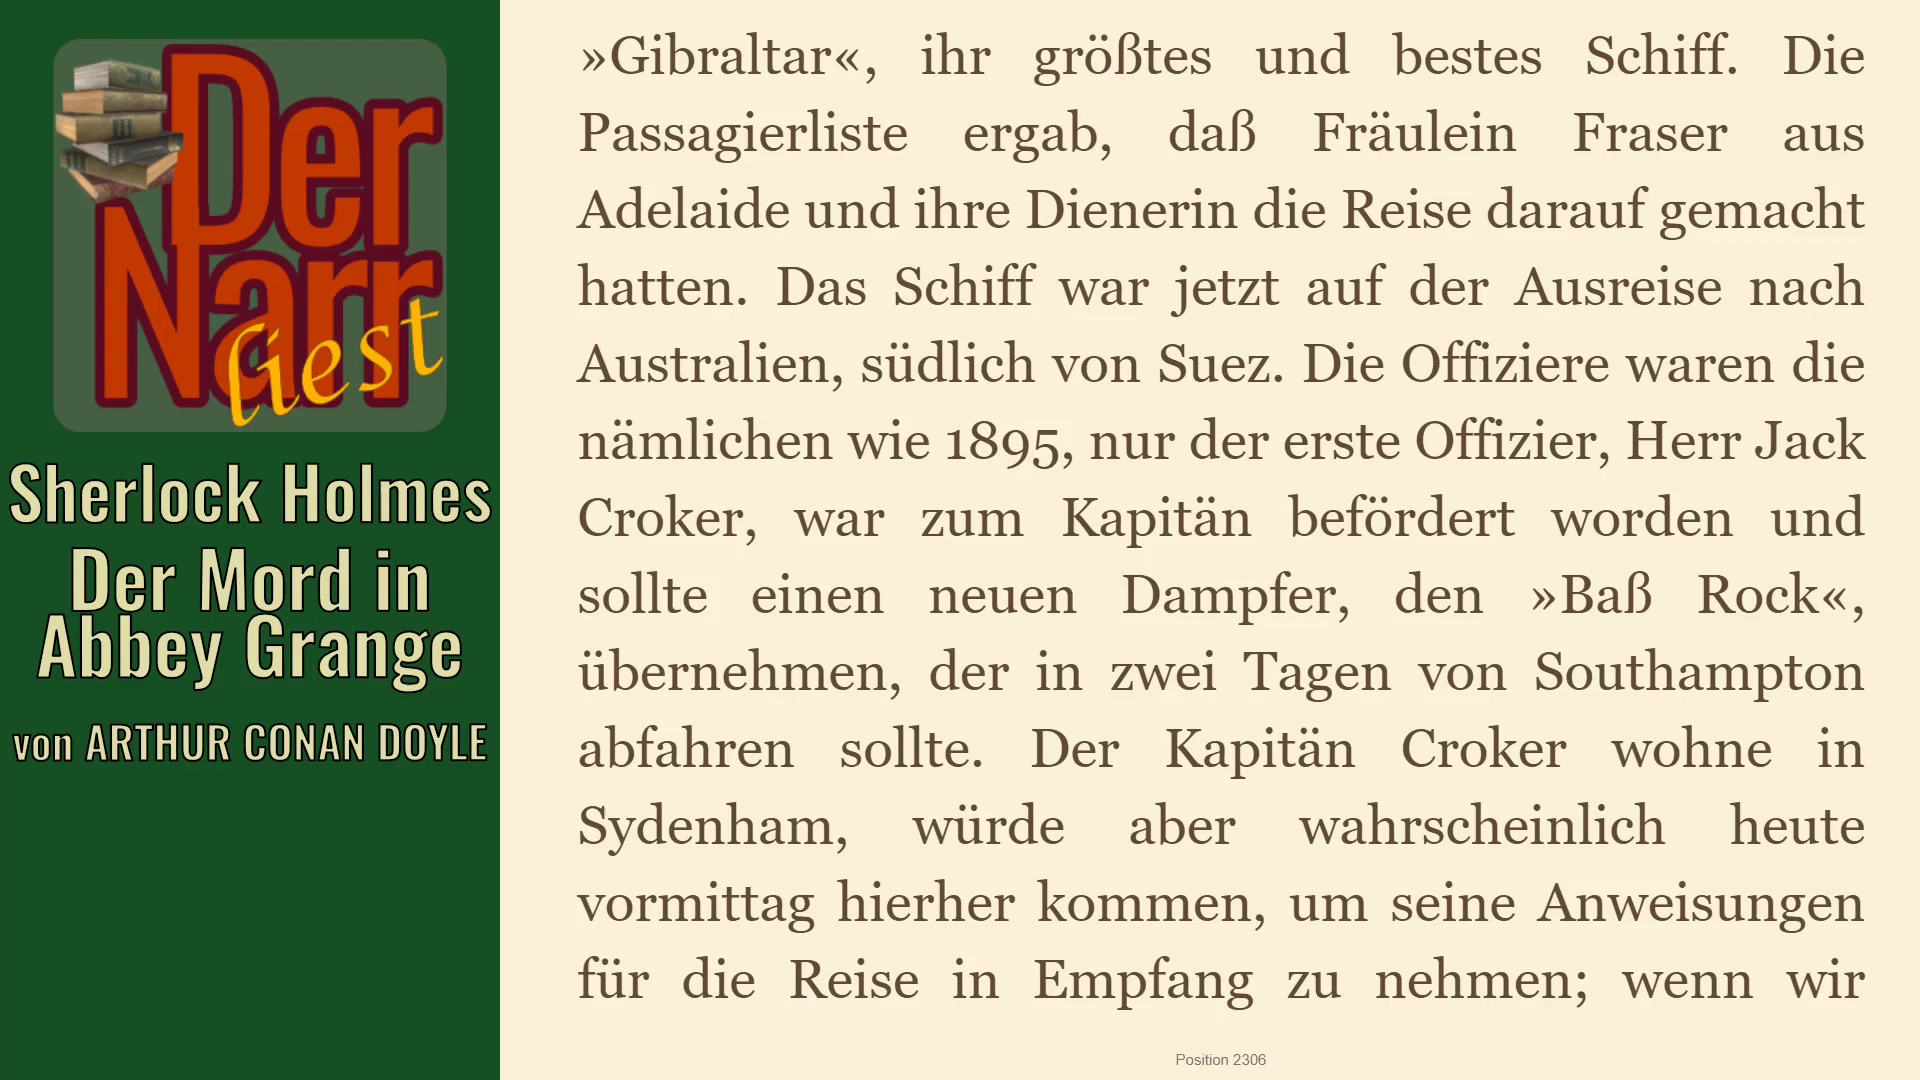 Der
Narr
liest
Sherlock Holmes
Der Mord in
Abbey Grange
von ARTHUR CONAN DOYLE
»Gibraltar«, ihr größtes und bestes Schiff. Die
Passagierliste ergab, daß Fräulein Fraser aus
Adelaide und ihre Dienerin die Reise darauf gemacht
hatten. Das Schiff war jetzt auf der Ausreise nach
Australien, südlich von Suez. Die Offiziere waren die
nämlichen wie 1895, nur der erste Offizier, Herr Jack
Croker, war zum Kapitän befördert worden und
sollte einen neuen Dampfer, den »Baß Rock«,
übernehmen, der in zwei Tagen von Southampton
abfahren sollte. Der Kapitän Croker wohne in
Sydenham, würde aber wahrscheinlich heute
vormittag hierher kommen, um seine Anweisungen
für die Reise in Empfang zu nehmen; wenn wir
Position 2306